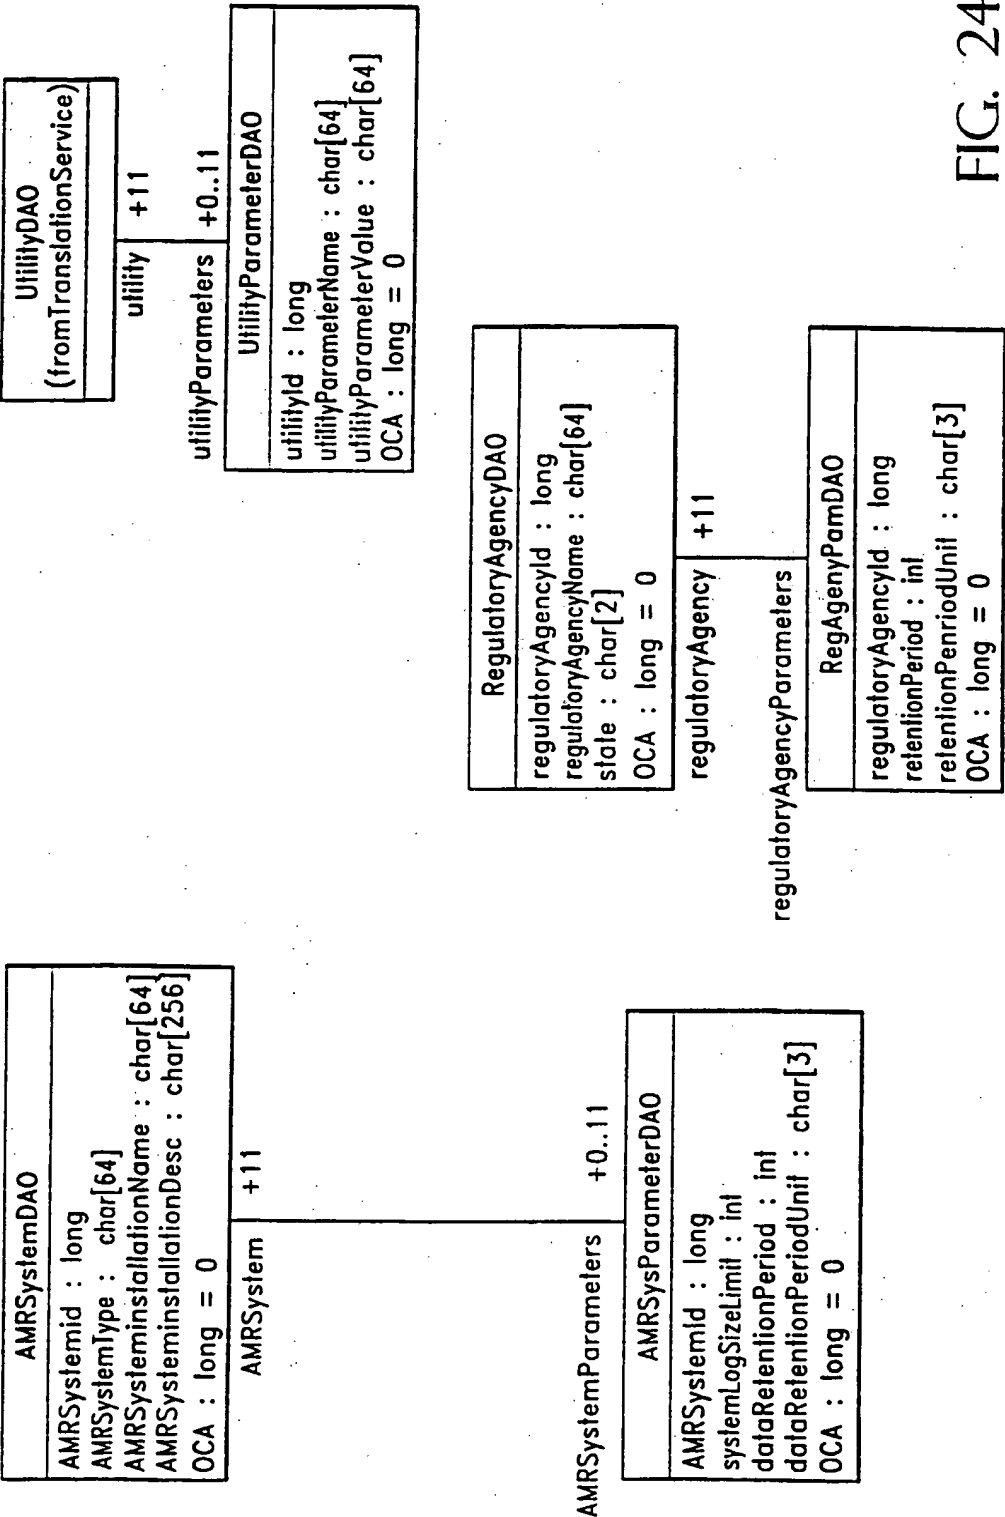 AMRSystemDAO
AMRSystemid : long
AMRSystemType : char[64]
AMRSysteminstallationName : char[64]
AMRSysteminstallationDesc : char[256]
OCA : long = 0
AMRSystem +11
AMRSystemParameters +0..11
AMRSysParameterDAO
AMRSystemId : long
systemLogSizeLimit : int
dataRetentionPeriod : int
dataRetentionPeriodUnit : char[3]
OCA : long = 0
UtilityDAO
(fromTranslationService)
utility +11
utilityParameters +0..11
UtilityParameterDAO
utilityId : long
utilityParameterName : char[64]
utilityParameterValue : char[64]
OCA : long = 0
RegulatoryAgencyDAO
regulatoryAgencyId : long
regulatoryAgencyName : char[64]
state : char[2]
OCA : long = 0
regulatoryAgency +11
regulatoryAgencyParameters
RegAgenyPamDAO
regulatoryAgencyId : long
retentionPeriod : int
retentionPenriodUnit : char[3]
OCA : long = 0
FIG. 24